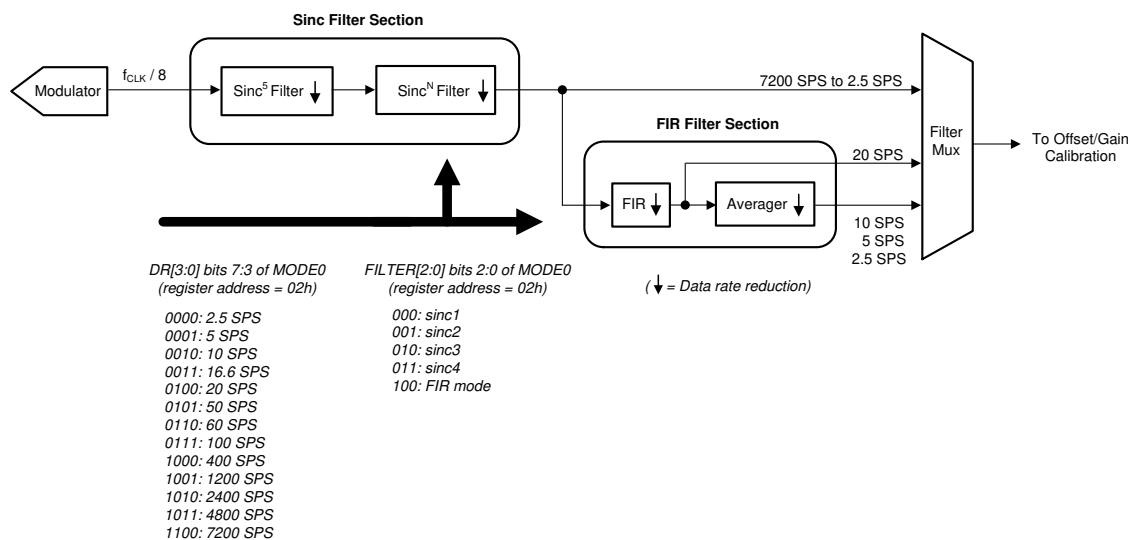 Sinc Filter Section
Modulator
fCLK / 8
Sinc5 Filter
SincN Filter
7200 SPS to 2.5 SPS
FIR Filter Section
20 SPS
FIR
Averager
10 SPS
5 SPS
2.5 SPS
Filter
Mux
To Offset/Gain
Calibration
DR[3:0] bits 7:3 of MODE0
(register address = 02h)
0000: 2.5 SPS
0001: 5 SPS
0010: 10 SPS
0011: 16.6 SPS
0100: 20 SPS
0101: 50 SPS
0110: 60 SPS
0111: 100 SPS
1000: 400 SPS
1001: 1200 SPS
1010: 2400 SPS
1011: 4800 SPS
1100: 7200 SPS
FILTER[2:0] bits 2:0 of MODE0
(register address = 02h)
000: sinc1
001: sinc2
010: sinc3
011: sinc4
100: FIR mode
( ↓ = Data rate reduction)